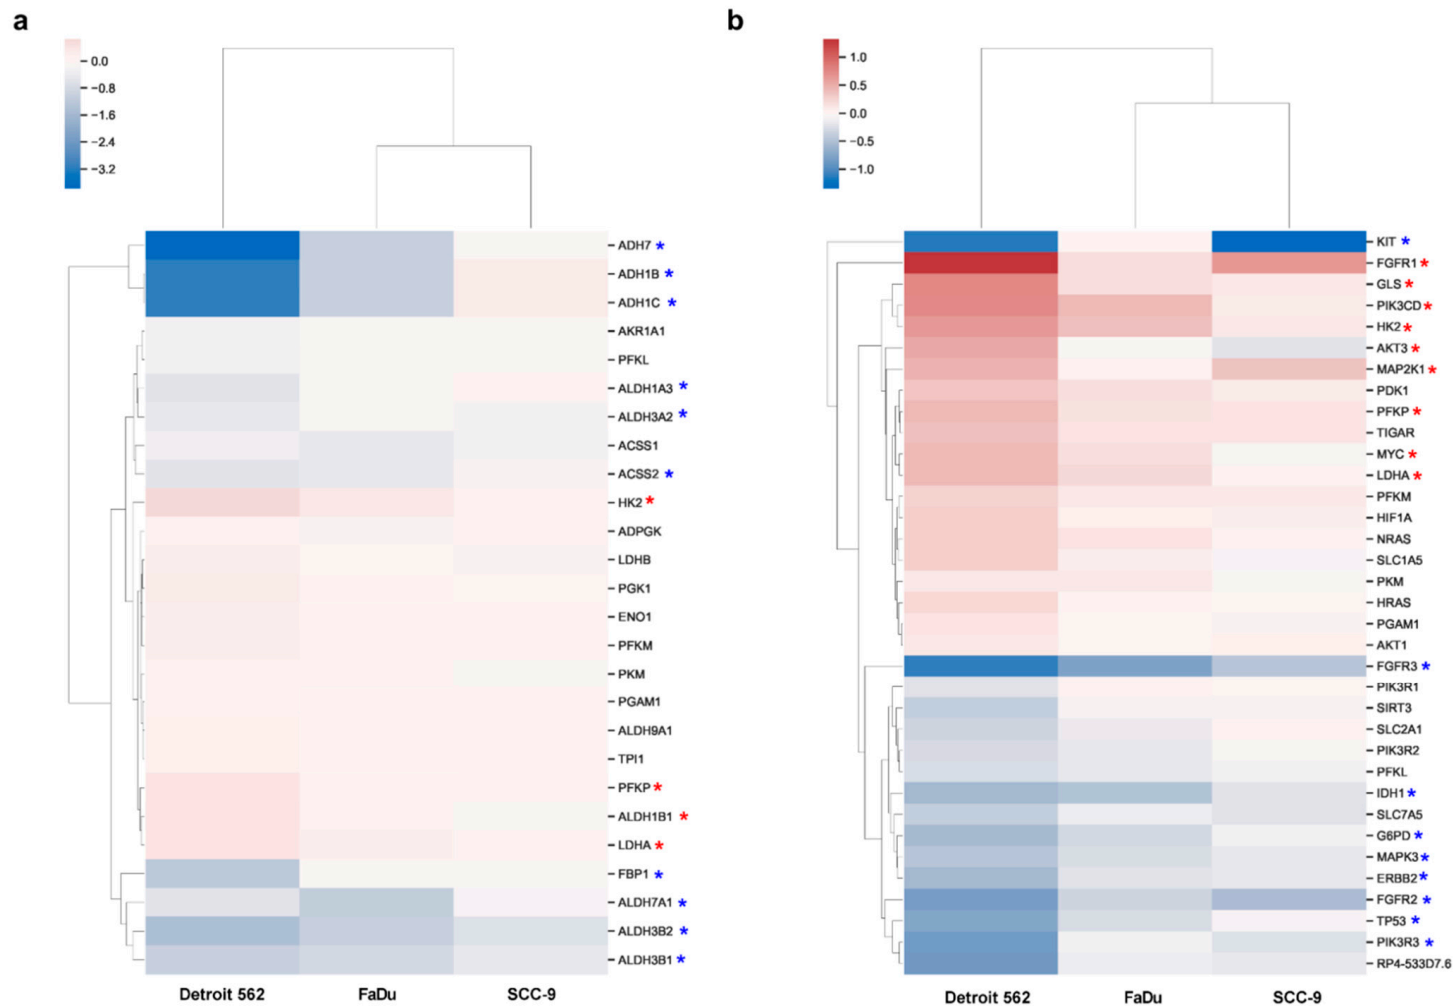 a
b
0.0
−0.8
−1.6
−2.4
−3.2
ADH7 *
ADH1B *
ADH1C *
AKR1A1
PFKL
ALDH1A3 *
ALDH3A2 *
ACSS1
ACSS2 *
HK2 *
ADPGK
LDHB
PGK1
ENO1
PFKM
PKM
PGAM1
ALDH9A1
TPI1
PFKP *
ALDH1B1 *
LDHA *
FBP1 *
ALDH7A1 *
ALDH3B2 *
ALDH3B1 *
Detroit 562 FaDu SCC-9
1.0
0.5
0.0
−0.5
−1.0
KIT *
FGFR1 *
GLS *
PIK3CD *
HK2 *
AKT3 *
MAP2K1 *
PDK1
PFKP *
TIGAR
MYC *
LDHA *
PFKM
HIF1A
NRAS
SLC1A5
PKM
HRAS
PGAM1
AKT1
FGFR3 *
PIK3R1
SIRT3
SLC2A1
PIK3R2
PFKL
IDH1 *
SLC7A5
G6PD *
MAPK3 *
ERBB2 *
FGFR2 *
TP53 *
PIK3R3 *
RP4-533D7.6
Detroit 562 FaDu SCC-9